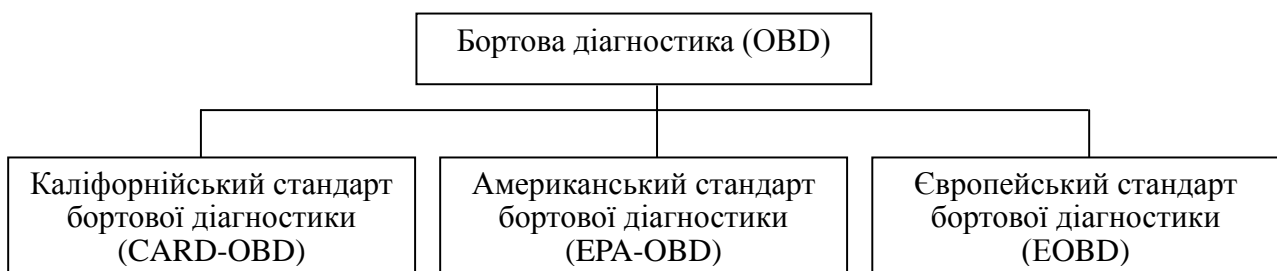 Бортова діагностика (OBD)
Каліфорнійський стандарт
бортової діагностики
(CARD-OBD)
Американський стандарт
бортової діагностики
(EPA-OBD)
Європейський стандарт
бортової діагностики
(EOBD)